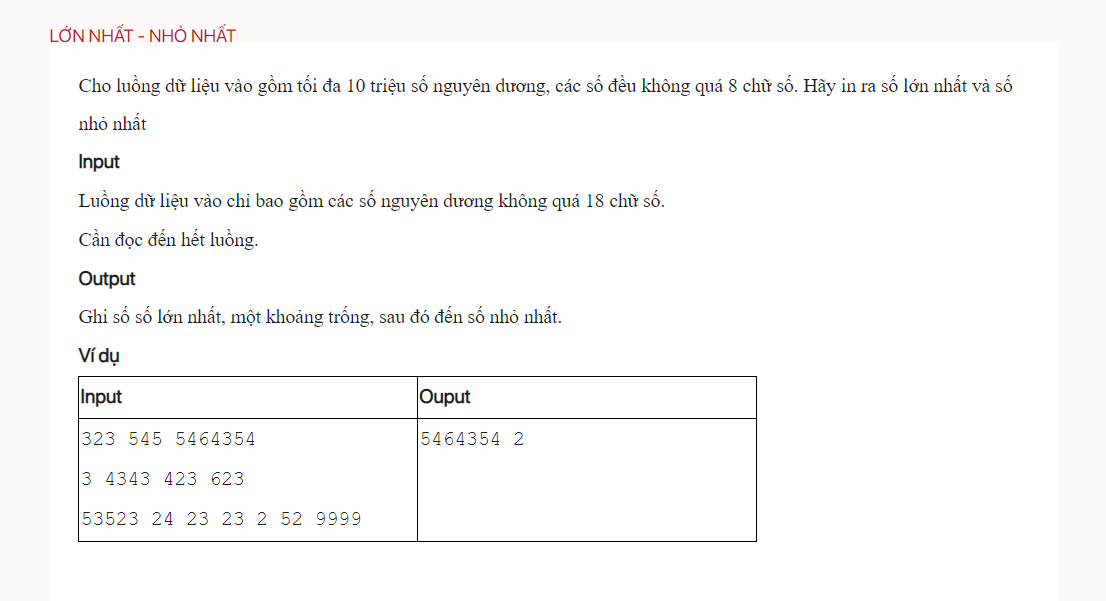 LỚN NHẤT - NHỎ NHẤT
Cho luồng dữ liệu vào gồm tối đa 10 triệu số nguyên dương, các số đều không quá 8 chữ số. Hãy in ra số lớn nhất và số
nhỏ nhất
Input
Luồng dữ liệu vào chỉ bao gồm các số nguyên dương không quá 18 chữ số.
Cần đọc đến hết luồng.
Output
Ghi số số lớn nhất, một khoảng trống, sau đó đến số nhỏ nhất.
Ví dụ
Input Ouput
323 545 5464354 5464354 2
3 4343 423 623
53523 24 23 23 2 52 9999